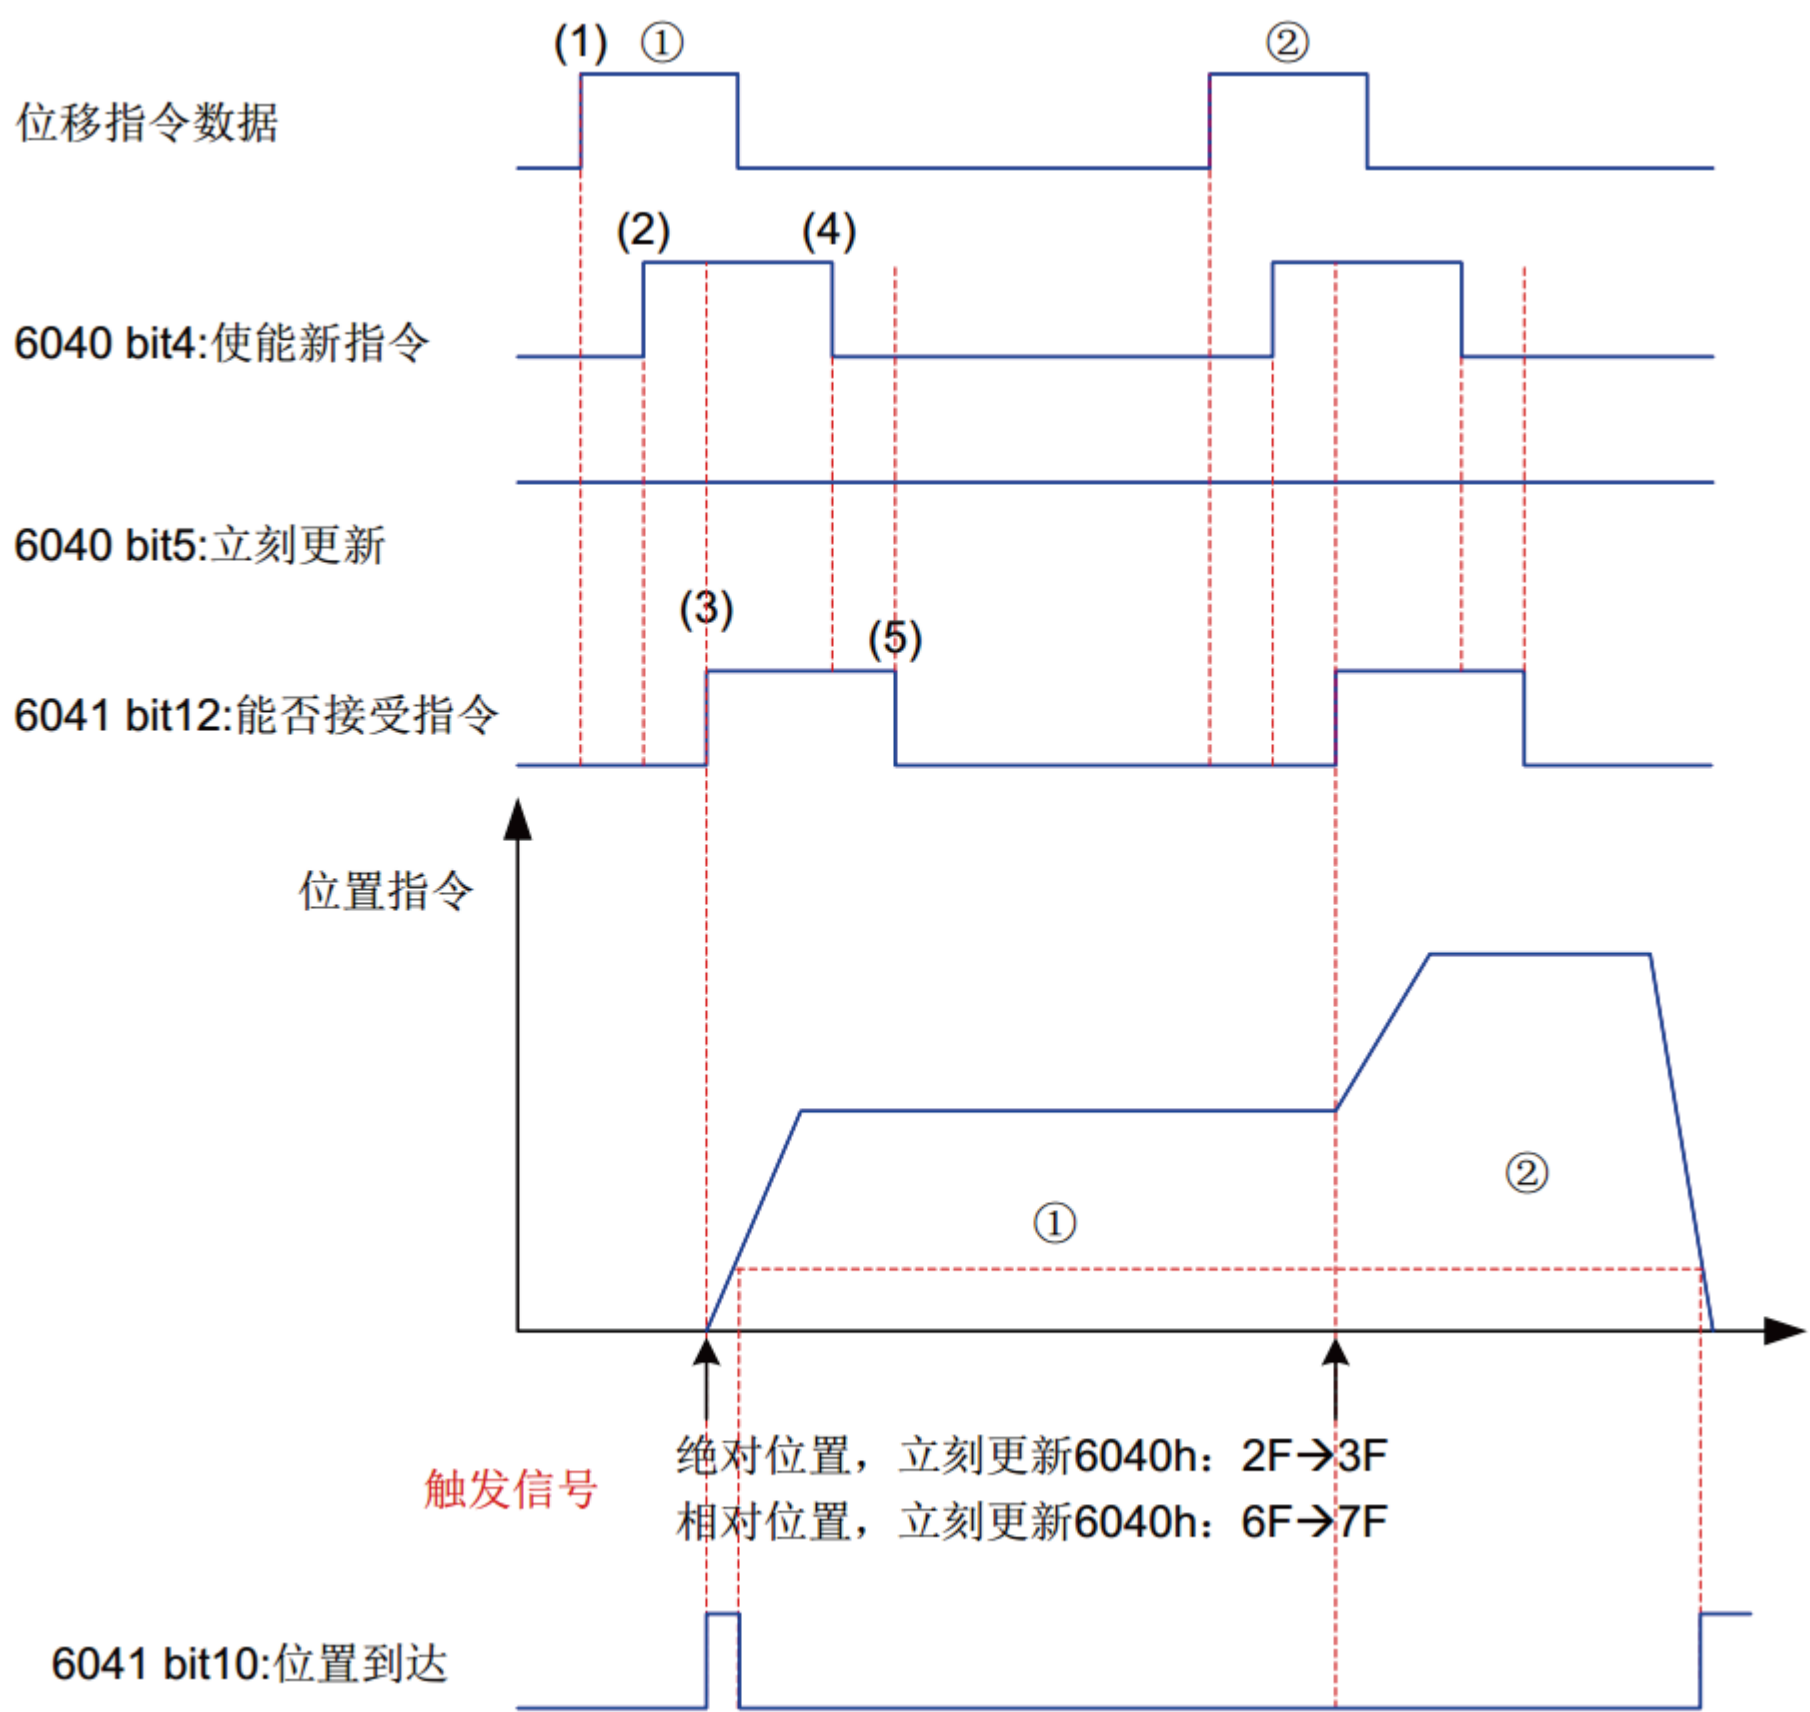 (1) ①
②
位移指令数据
(2)
(4)
6040 bit4:使能新指令
6040 bit5:立刻更新
(3)
(5)
6041 bit12:能否接受指令
位置指令
②
①
绝对位置，立刻更新6040h：2F→3F
触发信号
相对位置，立刻更新6040h：6F→7F
6041 bit10:位置到达